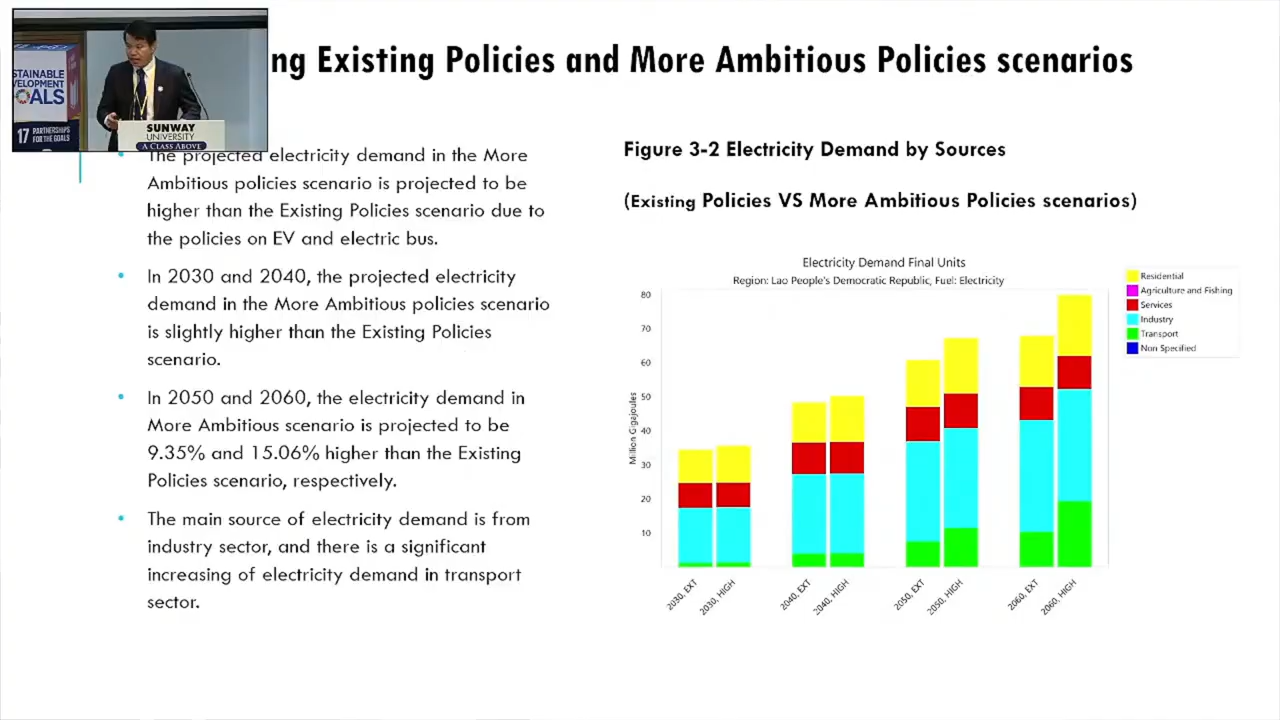 ng Existing Policies and More Ambitious Policies scenarios
STAINABLE
VELOPMENT
ALS
17 PARTNERSHIPS
FOR THE GOALS
SUNWAY
UNIVERSITY
A CLASS ABOVE
• The projected electricity demand in the More
Ambitious policies scenario is projected to be
higher than the Existing Policies scenario due to
the policies on EV and electric bus.
• In 2030 and 2040, the projected electricity
demand in the More Ambitious policies scenario
is slightly higher than the Existing Policies
scenario.
• In 2050 and 2060, the electricity demand in
More Ambitious scenario is projected to be
9.35% and 15.06% higher than the Existing
Policies scenario, respectively.
• The main source of electricity demand is from
industry sector, and there is a significant
increasing of electricity demand in transport
sector.
Figure 3-2 Electricity Demand by Sources
(Existing Policies VS More Ambitious Policies scenarios)
Electricity Demand Final Units
Region: Lao People's Democratic Republic, Fuel: Electricity
Million Gigajoules
80
70
60
50
40
30
20
10
2030, EXT
2030, HIGH
2040, EXT
2040, HIGH
2050, EXT
2050, HIGH
2060, EXT
2060, HIGH
Residential
Agriculture and Fishing
Services
Industry
Transport
Non Specified